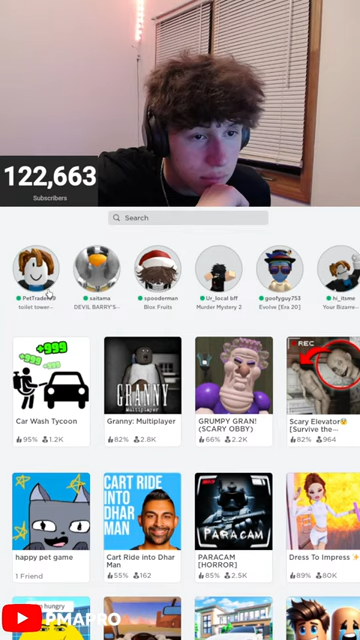 122,663
Subscribers
Search
PetTrade
saitama
spooderman
Ur_local bff
goofyguy753
hi_itsme
toilet tower--
DEVIL BARRY'S--
Blox Fruits
Murder Mystery 2
Evolve [Era 20]
Your Bizarre--
+999
+999
+999
GRANNY
Multiplayer
REC
Car Wash Tycoon
Granny: Multiplayer
GRUMPY GRAN!
(SCARY OBBY)
Scary Elevator
[Survive the--
95% 1.2K
82% 2.8K
66% 2.2K
82% 964
CART RIDE
INTO
DHAR
MAN
PARACAM
happy pet game
Cart Ride into Dhar
Man
PARACAM
[HORROR]
Dress To Impress
1 Friend
55% 162
85% 2.5K
89% 80K
hungry
PMAPRO